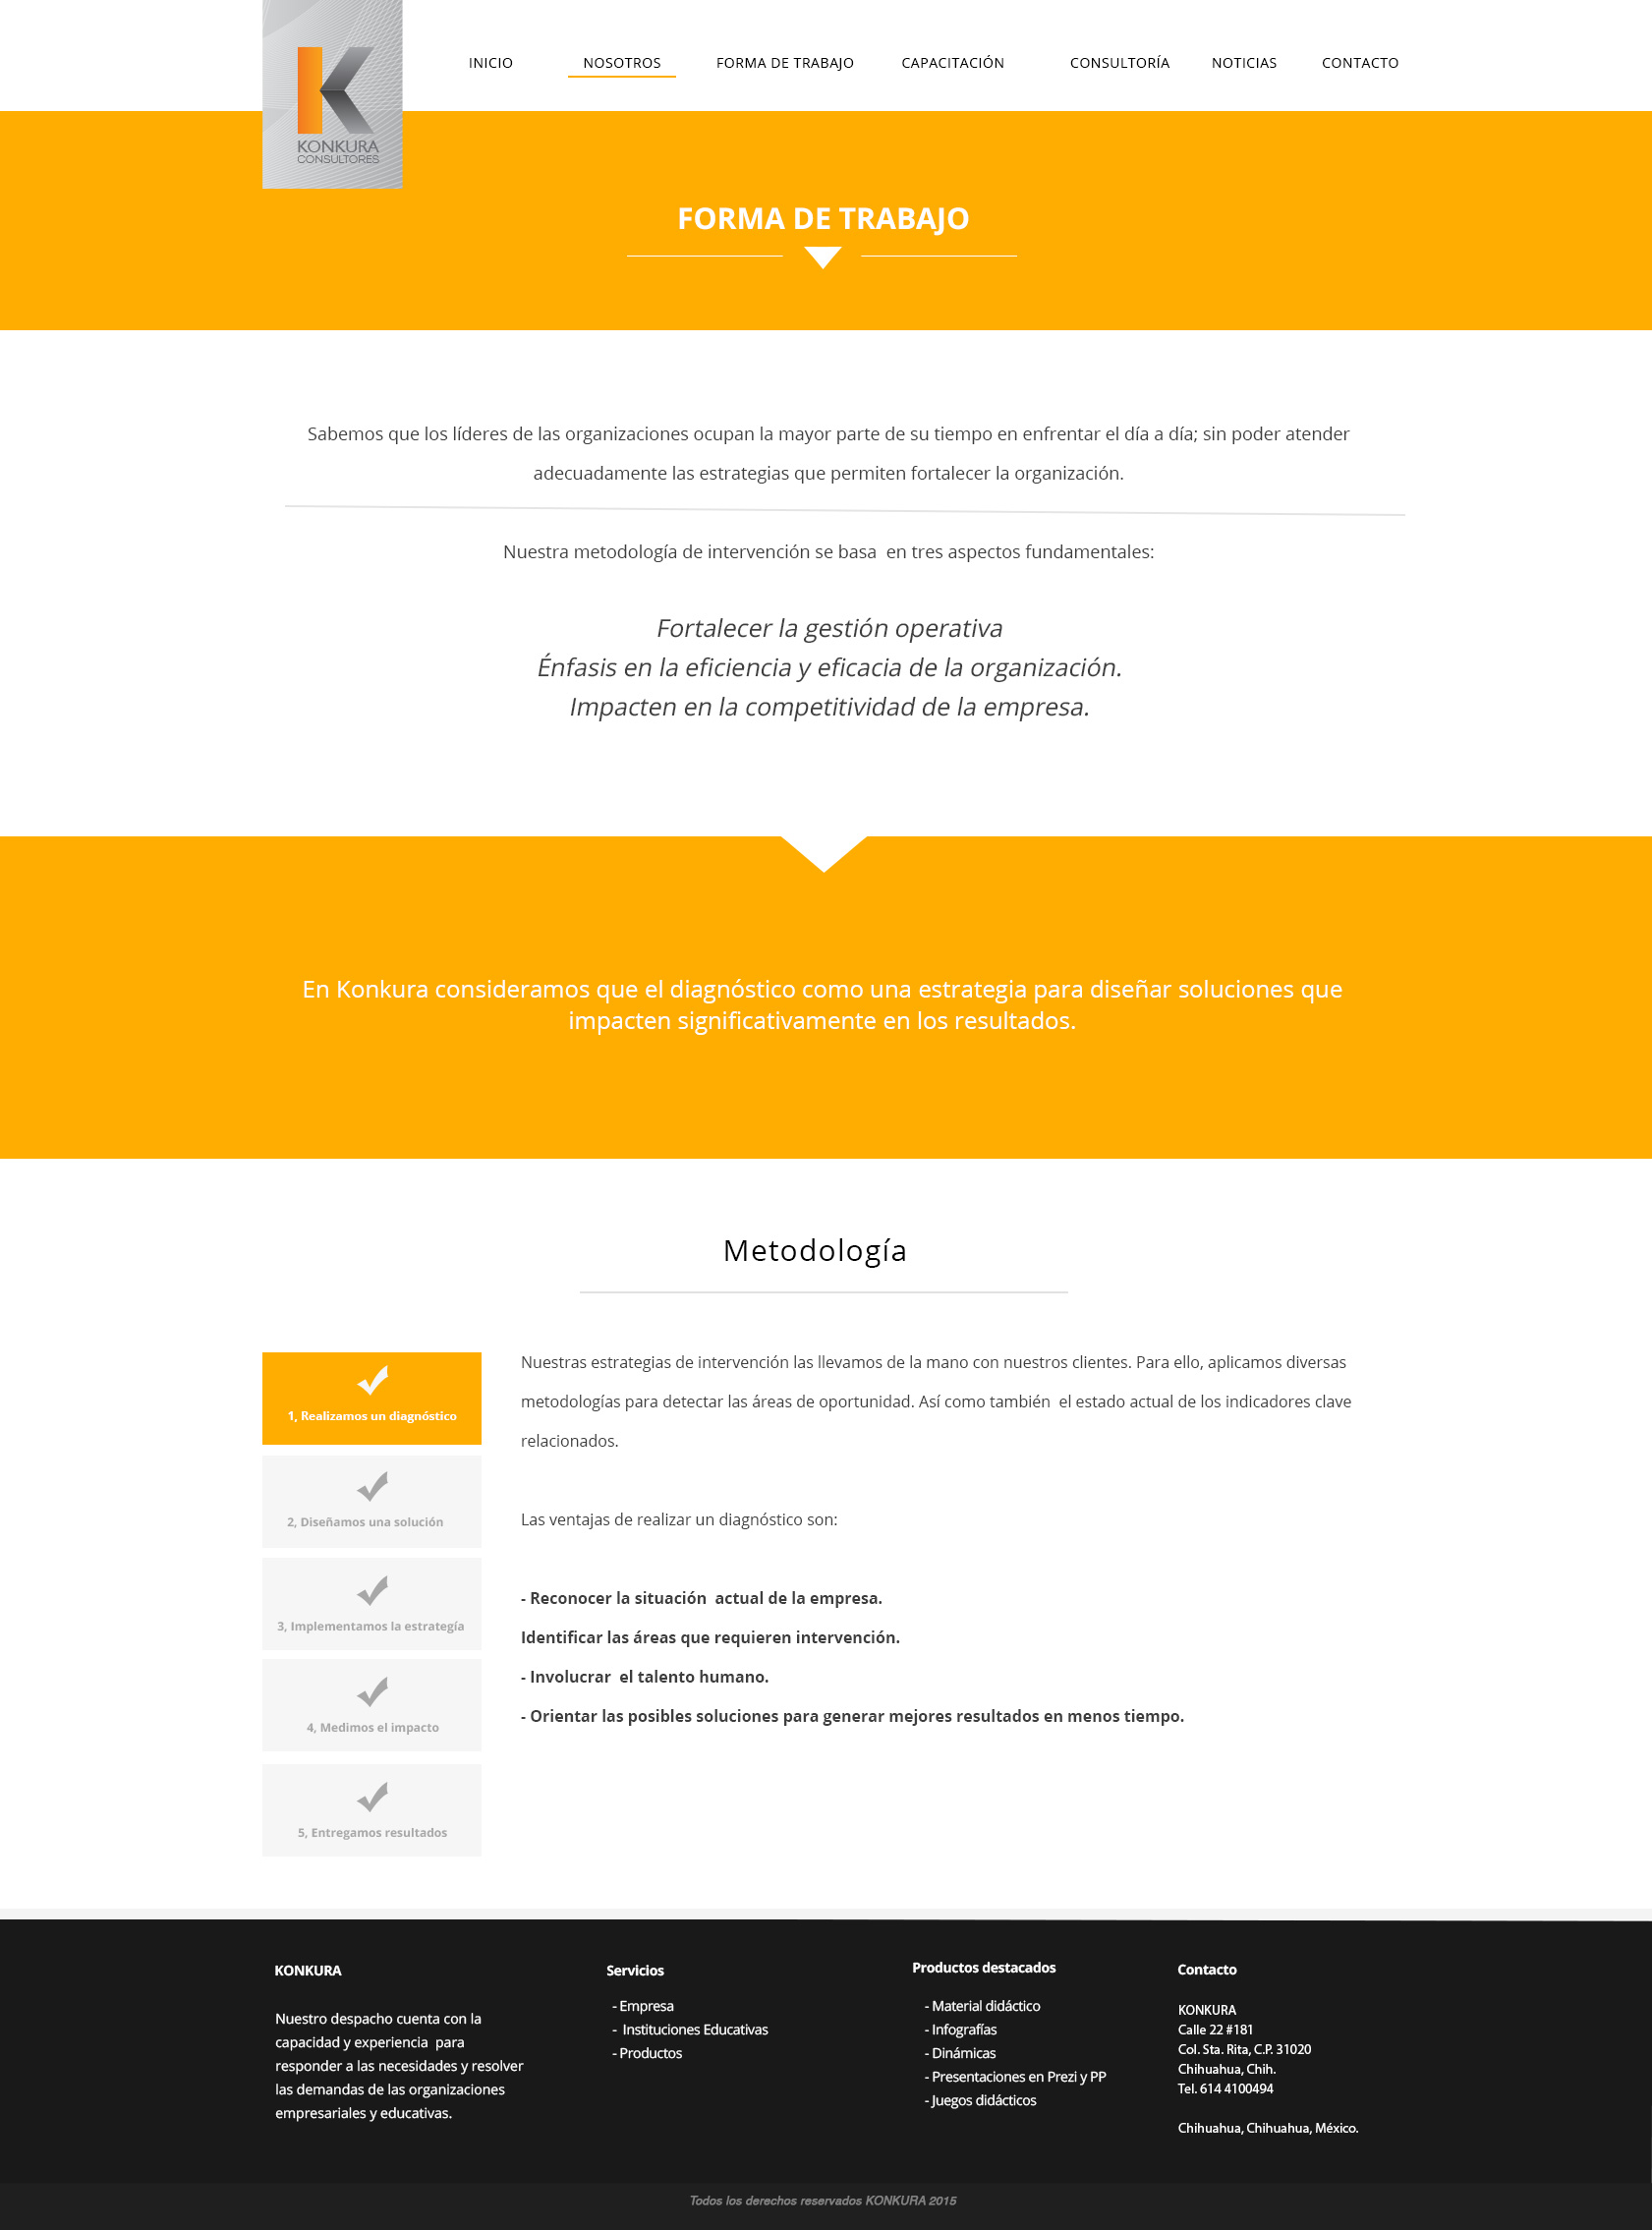 KONKURA
CONSULTORES
INICIO
NOSOTROS
FORMA DE TRABAJO
CAPACITACIÓN
CONSULTORÍA
NOTICIAS
CONTACTO
FORMA DE TRABAJO
Sabemos que los líderes de las organizaciones ocupan la mayor parte de su tiempo en enfrentar el día a día; sin poder atender
adecuadamente las estrategias que permiten fortalecer la organización.
Nuestra metodología de intervención se basa  en tres aspectos fundamentales:
Fortalecer la gestión operativa
Énfasis en la eficiencia y eficacia de la organización.
Impacten en la competitividad de la empresa.
En Konkura consideramos que el diagnóstico como una estrategia para diseñar soluciones que
impacten significativamente en los resultados.
Metodología
1, Realizamos un diagnóstico
2, Diseñamos una solución
3, Implementamos la estrategía
4, Medimos el impacto
5, Entregamos resultados
Nuestras estrategias de intervención las llevamos de la mano con nuestros clientes. Para ello, aplicamos diversas
metodologías para detectar las áreas de oportunidad. Así como también  el estado actual de los indicadores clave
relacionados.
Las ventajas de realizar un diagnóstico son:
- Reconocer la situación  actual de la empresa.
Identificar las áreas que requieren intervención.
- Involucrar  el talento humano.
- Orientar las posibles soluciones para generar mejores resultados en menos tiempo.
KONKURA
Nuestro despacho cuenta con la
capacidad y experiencia  para
responder a las necesidades y resolver
las demandas de las organizaciones
empresariales y educativas.
Servicios
- Empresa
-  Instituciones Educativas
- Productos
Productos destacados
- Material didáctico
- Infografías
- Dinámicas
- Presentaciones en Prezi y PP
- Juegos didácticos
Contacto
KONKURA
Calle 22 #181
Col. Sta. Rita, C.P. 31020
Chihuahua, Chih.
Tel. 614 4100494
Chihuahua, Chihuahua, México.
Todos los derechos reservados KONKURA 2015